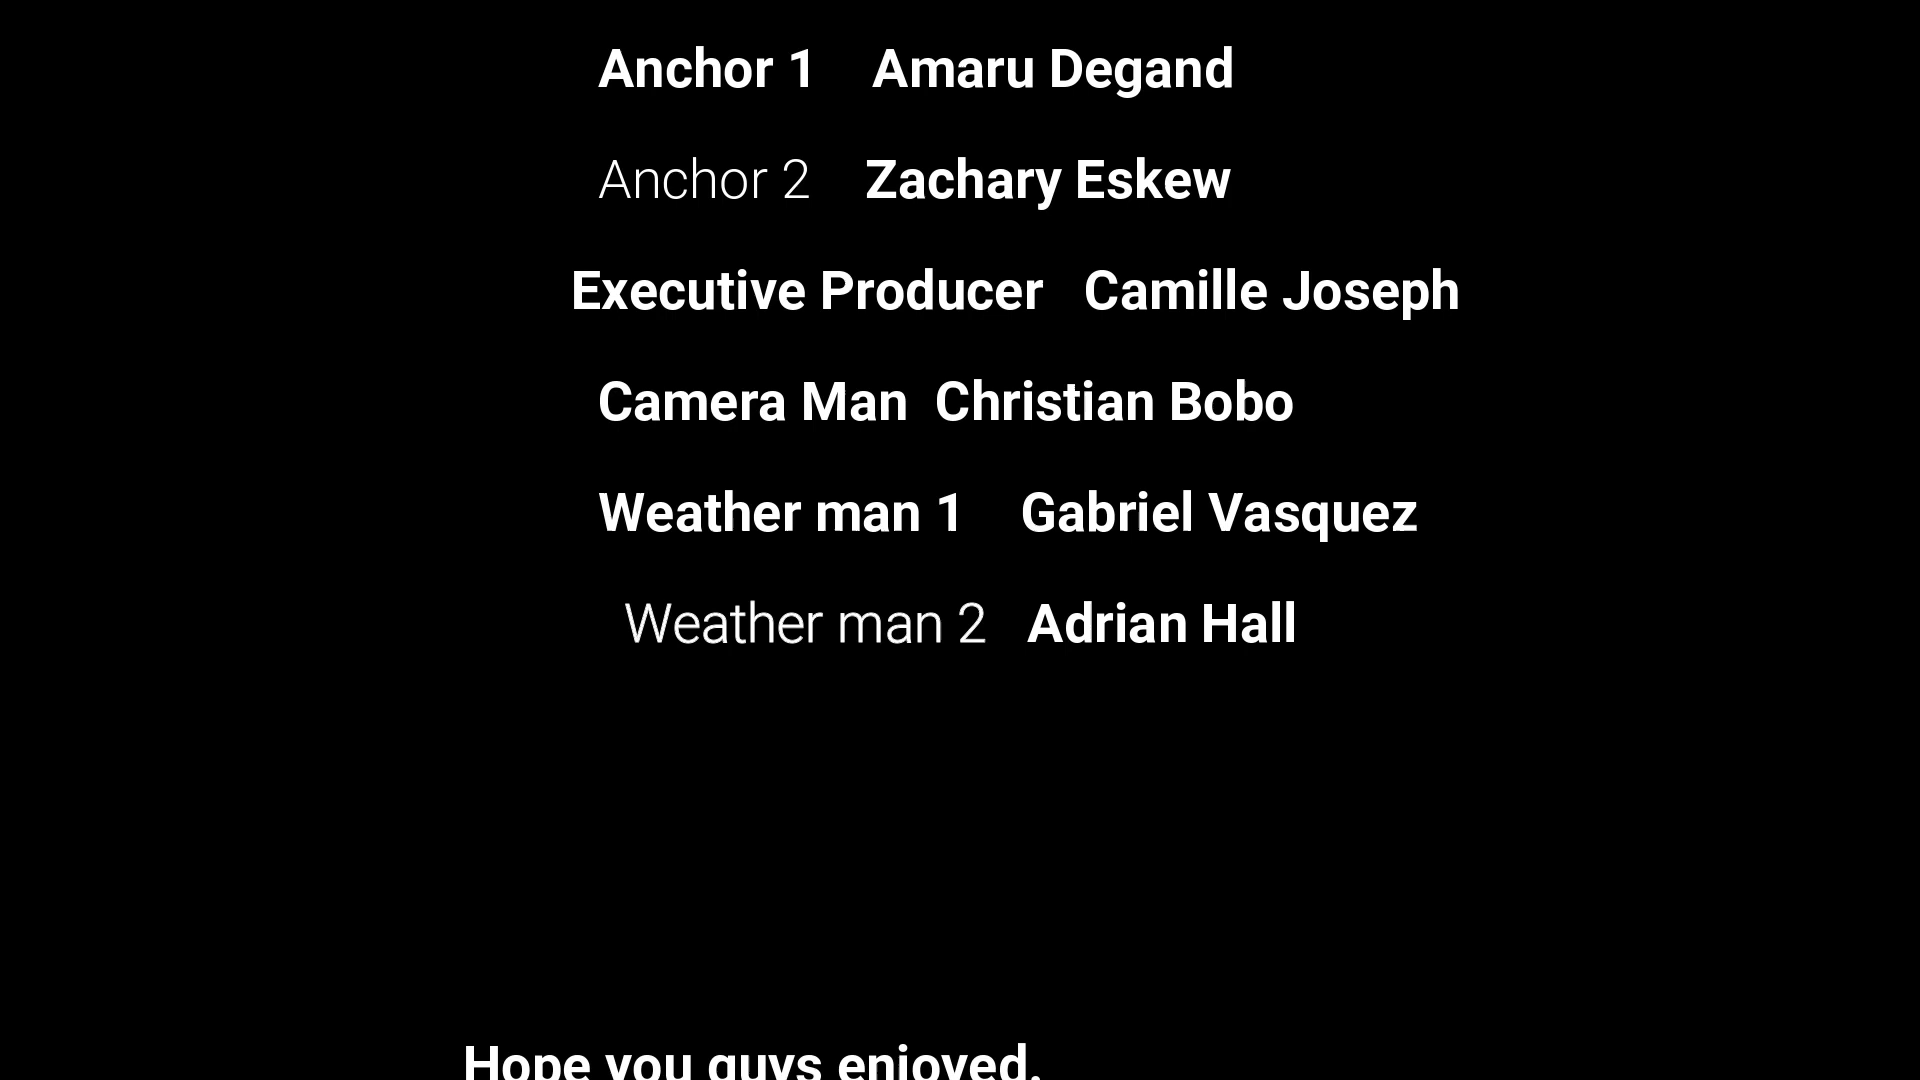 Anchor 1 Amaru Degand
Anchor 2 Zachary Eskew
Executive Producer Camille Joseph
Camera Man Christian Bobo
Weather man 1 Gabriel Vasquez
Weather man 2 Adrian Hall
Hope you guys enjoyed.